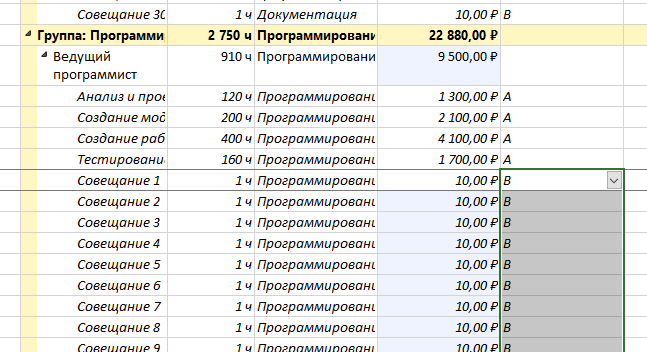 Совещание 30 1 ч Документация 10,00 ₽ B
Группа: Программи 2 750 ч Программировани 22 880,00 ₽
Ведущий программист 910 ч Программировани 9 500,00 ₽
Анализ и прое 120 ч Программировани 1 300,00 ₽ A
Создание мод 200 ч Программировани 2 100,00 ₽ A
Создание раб 400 ч Программировани 4 100,00 ₽ A
Тестировани 160 ч Программировани 1 700,00 ₽ A
Совещание 1 1 ч Программировани 10,00 ₽ B
Совещание 2 1 ч Программировани 10,00 ₽ B
Совещание 3 1 ч Программировани 10,00 ₽ B
Совещание 4 1 ч Программировани 10,00 ₽ B
Совещание 5 1 ч Программировани 10,00 ₽ B
Совещание 6 1 ч Программировани 10,00 ₽ B
Совещание 7 1 ч Программировани 10,00 ₽ B
Совещание 8 1 ч Программировани 10,00 ₽ B
Совещание 9 1 ч Программировани 10,00 ₽ B